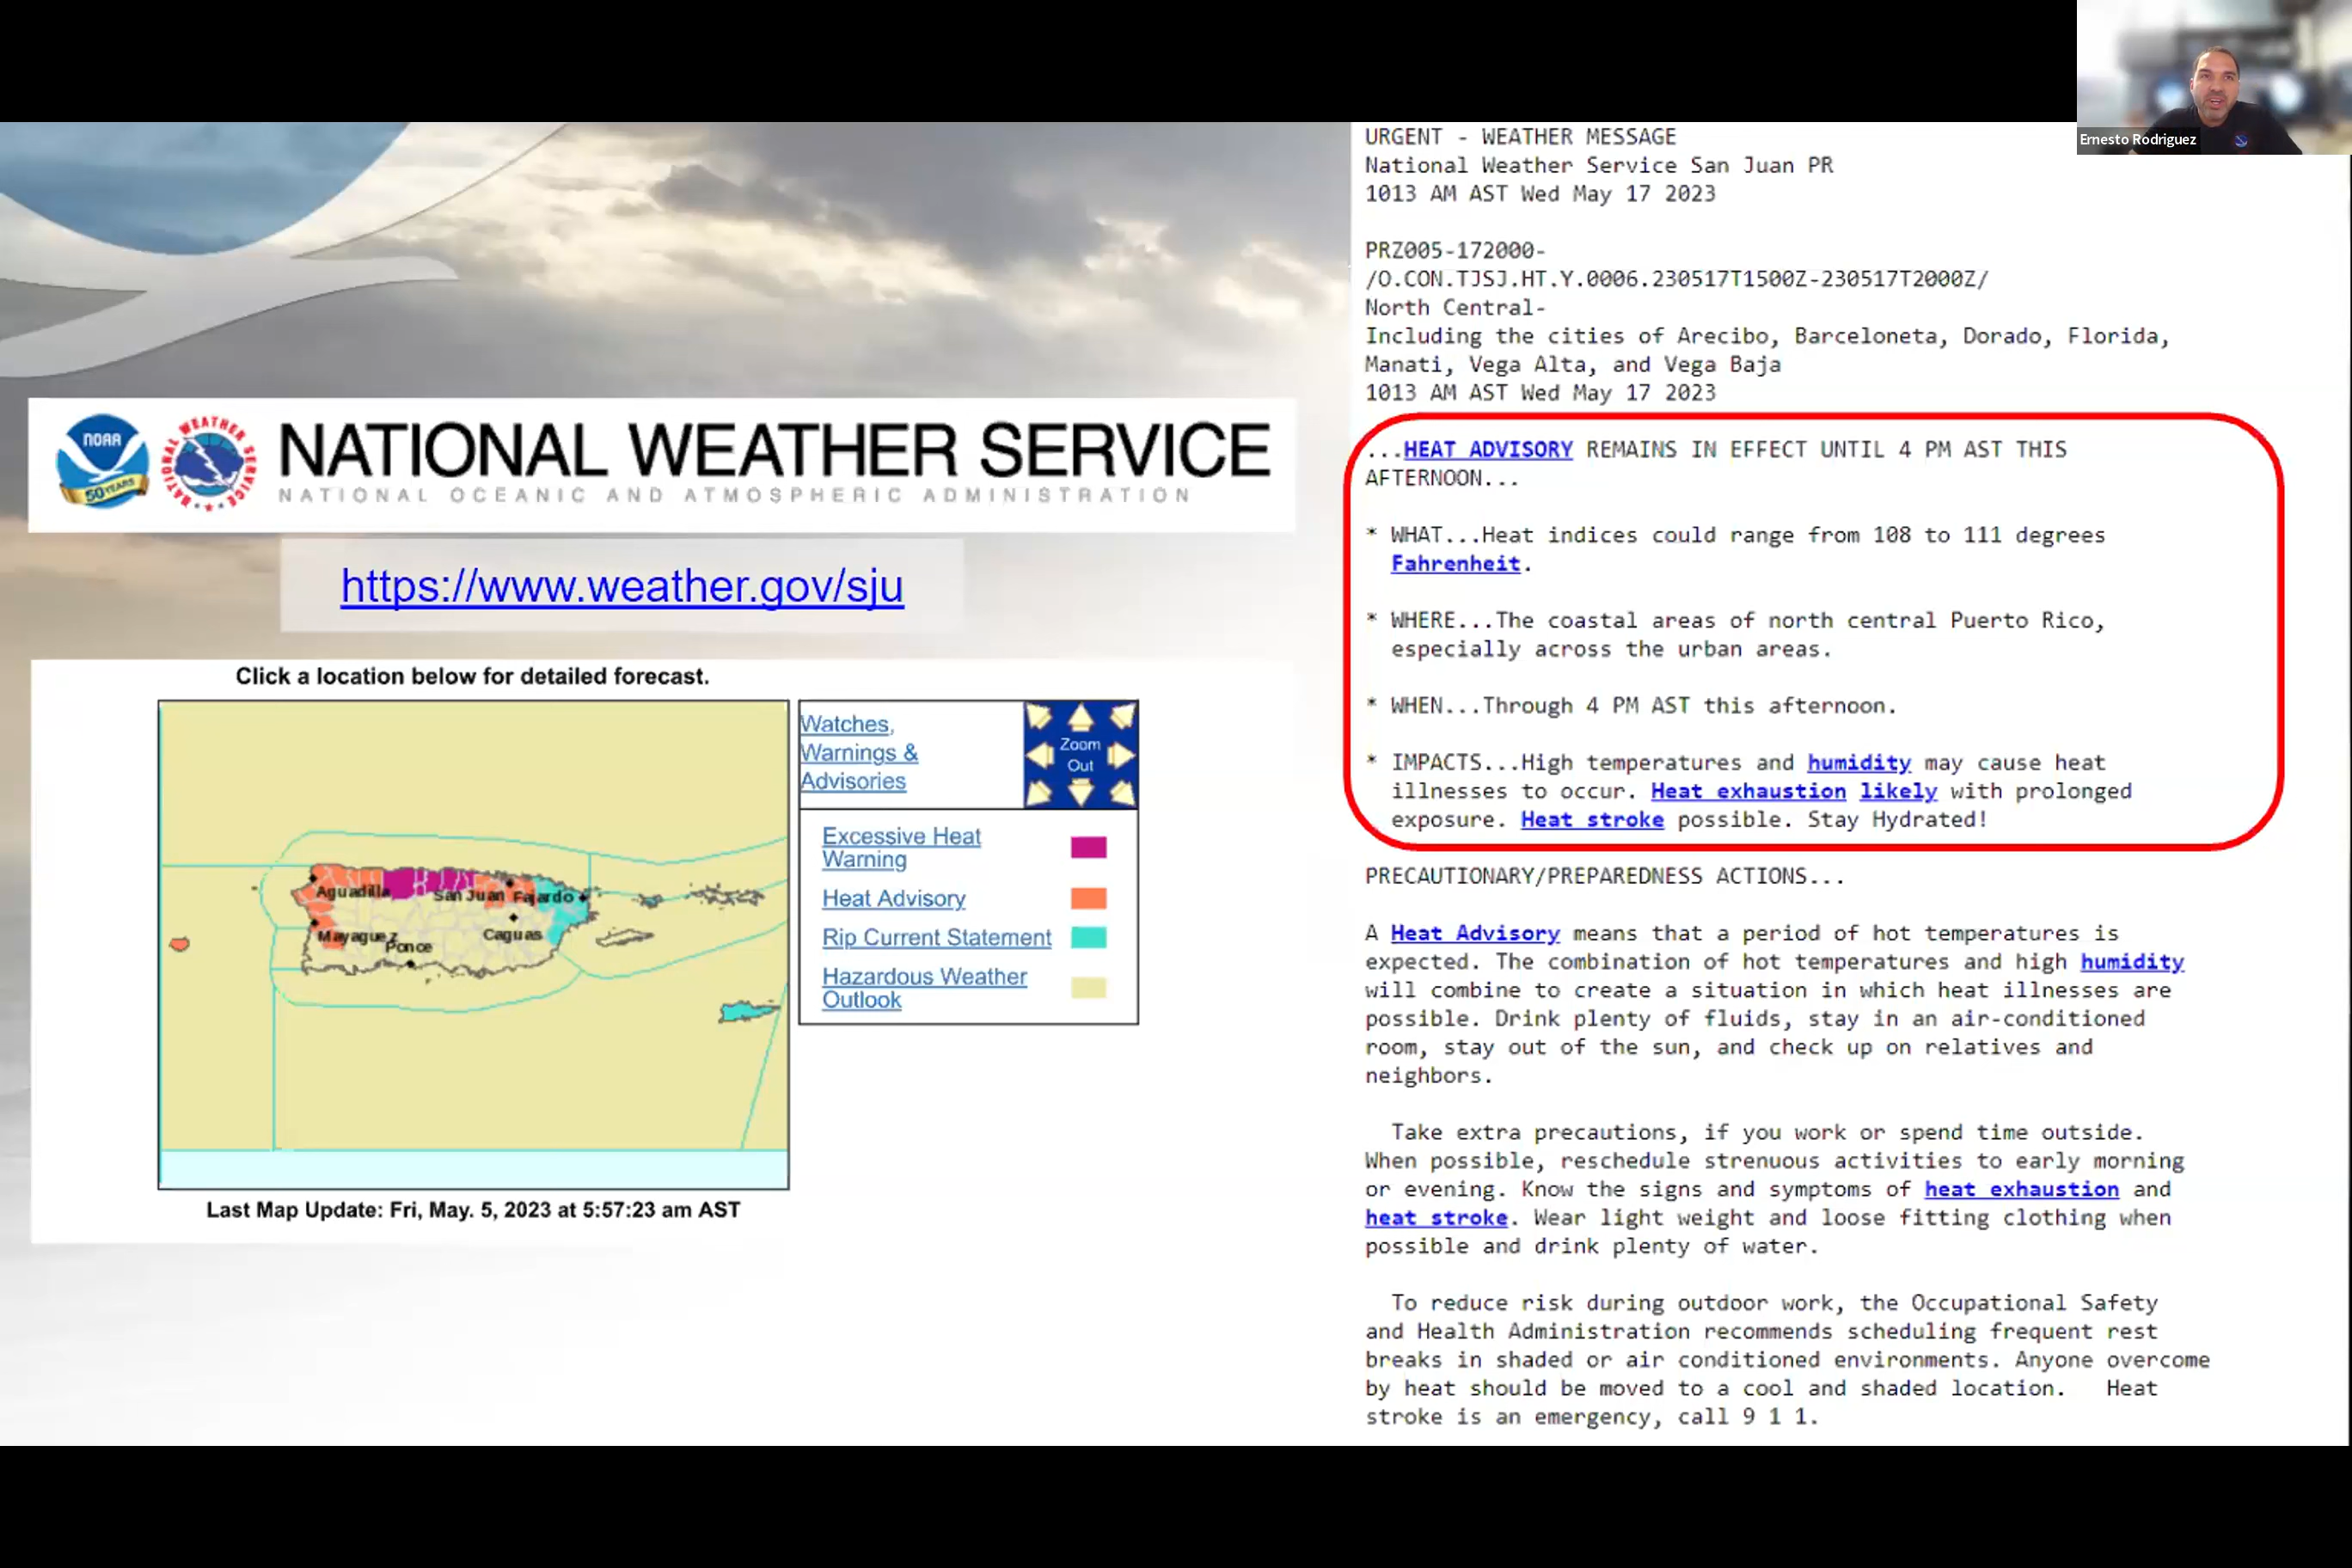 Ernesto Rodriguez
NOAA
50 YEARS
NATIONAL WEATHER SERVICE
NATIONAL WEATHER SERVICE
NATIONAL OCEANIC AND ATMOSPHERIC ADMINISTRATION
https://www.weather.gov/sju
Click a location below for detailed forecast.
Aguadilla
San Juan
Fajardo
Mayaguez
Ponce
Caguas
Watches,
Warnings &
Advisories
Zoom
Out
Excessive Heat
Warning
Heat Advisory
Rip Current Statement
Hazardous Weather
Outlook
Last Map Update: Fri, May. 5, 2023 at 5:57:23 am AST
URGENT - WEATHER MESSAGE
National Weather Service San Juan PR
1013 AM AST Wed May 17 2023
PRZ005-172000-
/O.CON.TJSJ.HT.Y.0006.230517T1500Z-230517T2000Z/
North Central-
Including the cities of Arecibo, Barceloneta, Dorado, Florida,
Manati, Vega Alta, and Vega Baja
1013 AM AST Wed May 17 2023
...HEAT ADVISORY REMAINS IN EFFECT UNTIL 4 PM AST THIS
AFTERNOON...
* WHAT...Heat indices could range from 108 to 111 degrees
Fahrenheit.
* WHERE...The coastal areas of north central Puerto Rico,
especially across the urban areas.
* WHEN...Through 4 PM AST this afternoon.
* IMPACTS...High temperatures and humidity may cause heat
illnesses to occur. Heat exhaustion likely with prolonged
exposure. Heat stroke possible. Stay Hydrated!
PRECAUTIONARY/PREPAREDNESS ACTIONS...
A Heat Advisory means that a period of hot temperatures is
expected. The combination of hot temperatures and high humidity
will combine to create a situation in which heat illnesses are
possible. Drink plenty of fluids, stay in an air-conditioned
room, stay out of the sun, and check up on relatives and
neighbors.
Take extra precautions, if you work or spend time outside.
When possible, reschedule strenuous activities to early morning
or evening. Know the signs and symptoms of heat exhaustion and
heat stroke. Wear light weight and loose fitting clothing when
possible and drink plenty of water.
To reduce risk during outdoor work, the Occupational Safety
and Health Administration recommends scheduling frequent rest
breaks in shaded or air conditioned environments. Anyone overcome
by heat should be moved to a cool and shaded location. Heat
stroke is an emergency, call 9 1 1.